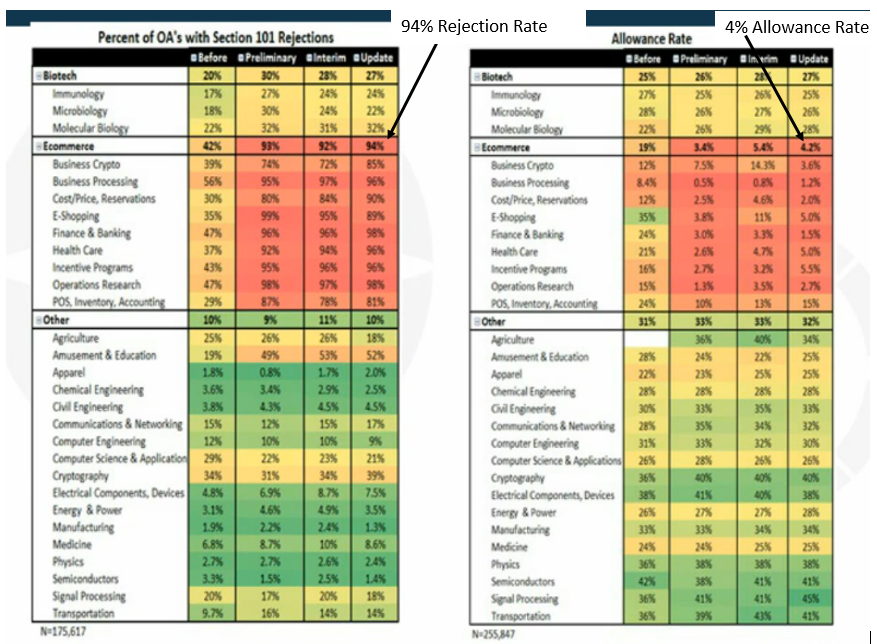 94% Rejection Rate
4% Allowance Rate
Percent of OA's with Section 101 Rejections
Before Preliminary Interim Update
Biotech 20% 30% 28% 27%
Immunology 17% 27% 24% 24%
Microbiology 18% 30% 24% 22%
Molecular Biology 22% 32% 31% 32%
Ecommerce 42% 93% 92% 94%
Business Crypto 39% 74% 72% 85%
Business Processing 56% 95% 97% 96%
Cost/Price, Reservations 30% 80% 84% 90%
E-Shopping 35% 99% 95% 89%
Finance & Banking 47% 96% 96% 98%
Health Care 37% 92% 94% 96%
Incentive Programs 43% 95% 96% 96%
Operations Research 47% 98% 97% 98%
POS, Inventory, Accounting 29% 87% 78% 81%
Other 10% 9% 11% 10%
Agriculture 25% 26% 26% 18%
Amusement & Education 19% 49% 53% 52%
Apparel 1.8% 0.8% 1.7% 2.0%
Chemical Engineering 3.6% 3.4% 2.9% 2.5%
Civil Engineering 3.8% 4.3% 4.5% 4.5%
Communications & Networking 15% 12% 15% 17%
Computer Engineering 12% 10% 10% 9%
Computer Science & Application 29% 22% 23% 21%
Cryptography 34% 31% 34% 39%
Electrical Components, Devices 4.8% 6.9% 8.7% 7.5%
Energy & Power 3.1% 4.6% 4.9% 3.5%
Manufacturing 1.9% 2.2% 2.4% 1.3%
Medicine 6.8% 8.7% 10% 8.6%
Physics 2.7% 2.7% 2.6% 2.4%
Semiconductors 3.3% 1.5% 2.5% 1.4%
Signal Processing 20% 17% 20% 18%
Transportation 9.7% 16% 14% 14%
N=175,617
Allowance Rate
Before Preliminary Interim Update
Biotech 25% 26% 28% 27%
Immunology 27% 25% 26% 25%
Microbiology 28% 26% 27% 26%
Molecular Biology 22% 26% 29% 28%
Ecommerce 19% 3.4% 5.4% 4.2%
Business Crypto 12% 7.5% 14.3% 3.6%
Business Processing 8.4% 0.5% 0.8% 1.2%
Cost/Price, Reservations 12% 2.5% 4.6% 2.0%
E-Shopping 35% 3.8% 11% 5.0%
Finance & Banking 24% 3.0% 3.3% 1.5%
Health Care 21% 2.6% 4.7% 5.0%
Incentive Programs 16% 2.7% 3.2% 5.5%
Operations Research 15% 1.3% 3.5% 2.7%
POS, Inventory, Accounting 24% 10% 13% 15%
Other 31% 33% 33% 32%
Agriculture 36% 40% 34%
Amusement & Education 28% 24% 22% 25%
Apparel 22% 23% 25% 25%
Chemical Engineering 28% 28% 28% 28%
Civil Engineering 30% 33% 35% 33%
Communications & Networking 28% 35% 34% 32%
Computer Engineering 31% 33% 32% 30%
Computer Science & Applications 26% 28% 26% 26%
Cryptography 36% 40% 40% 40%
Electrical Components, Devices 38% 41% 40% 38%
Energy & Power 26% 27% 27% 28%
Manufacturing 33% 33% 34% 34%
Medicine 24% 24% 25% 25%
Physics 36% 38% 38% 38%
Semiconductors 42% 38% 41% 41%
Signal Processing 36% 41% 41% 45%
Transportation 36% 39% 43% 41%
N=255,847